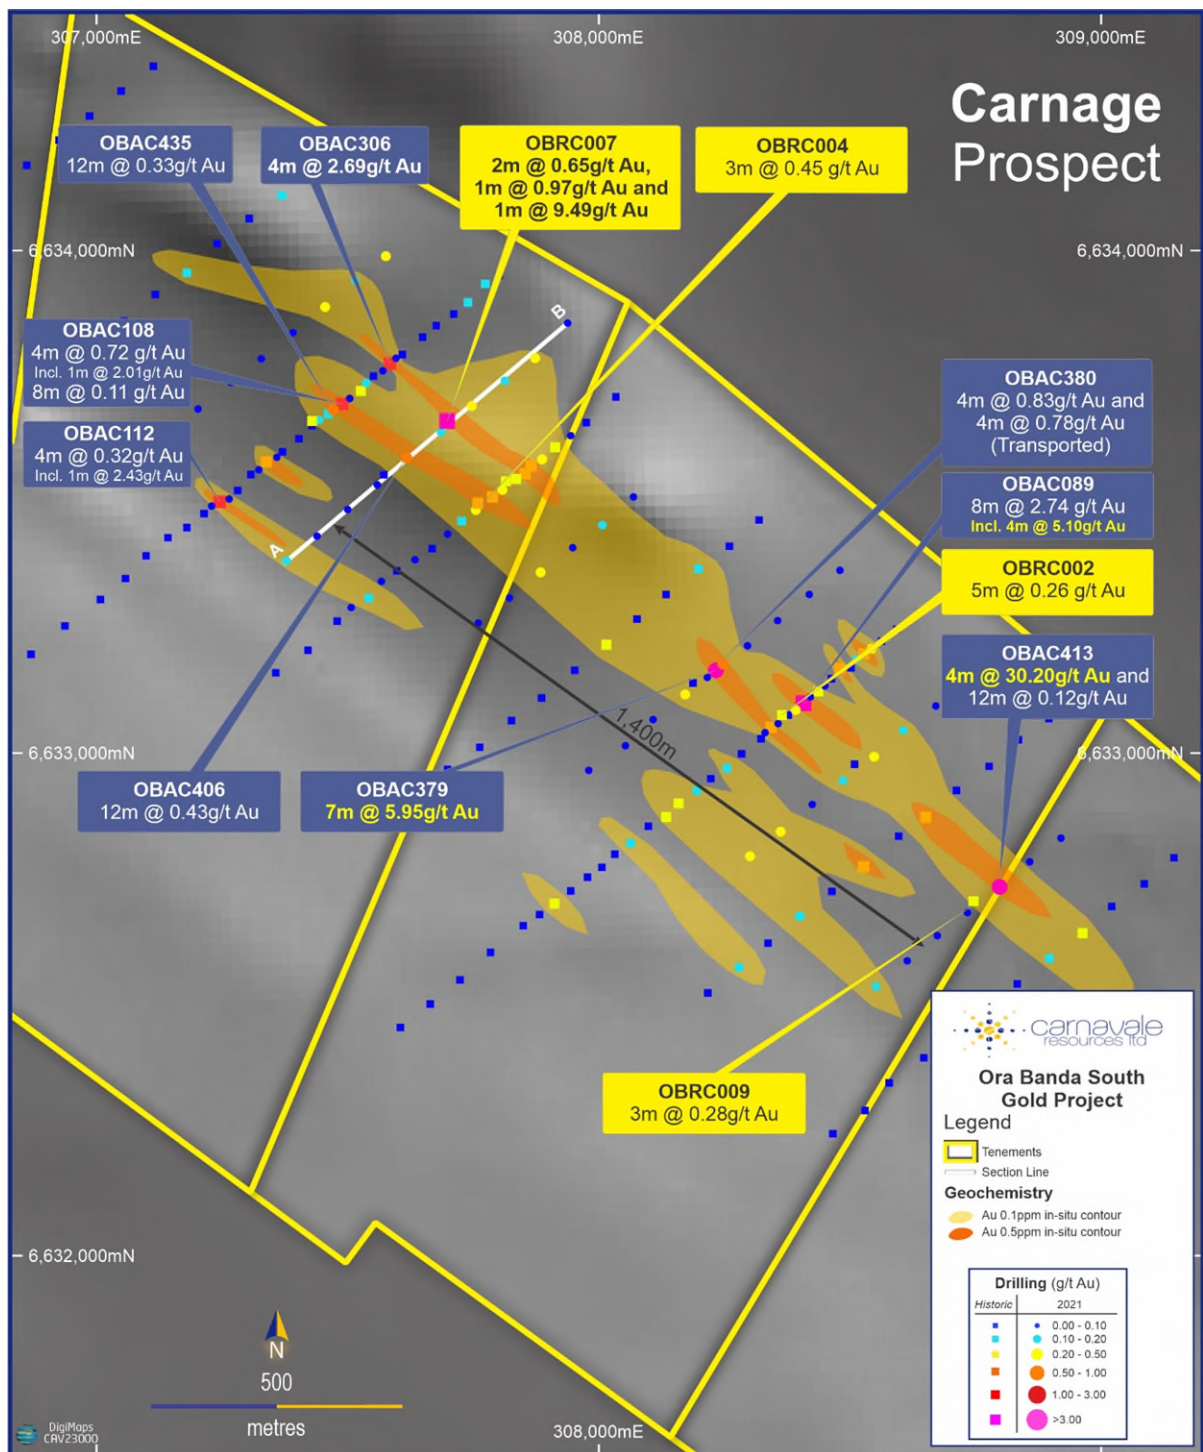 307,000mE
308,000mE
309,000mE
Carnage
Prospect
OBAC435
12m @ 0.33g/t Au
OBAC306
4m @ 2.69g/t Au
OBRC007
2m @ 0.65g/t Au,
1m @ 0.97g/t Au and
1m @ 9.49g/t Au
OBRC004
3m @ 0.45 g/t Au
6,634,000mN
6,634,000mN
B
OBAC108
4m @ 0.72 g/t Au
Incl. 1m @ 2.01g/t Au
8m @ 0.11 g/t Au
OBAC112
4m @ 0.32g/t Au
Incl. 1m @ 2.43g/t Au
A
OBAC380
4m @ 0.83g/t Au and
4m @ 0.78g/t Au
(Transported)
OBAC089
8m @ 2.74 g/t Au
Incl. 4m @ 5.10g/t Au
OBRC002
5m @ 0.26 g/t Au
OBAC413
4m @ 30.20g/t Au and
12m @ 0.12g/t Au
1,400m
6,633,000mN
6,633,000mN
OBAC406
12m @ 0.43g/t Au
OBAC379
7m @ 5.95g/t Au
OBRC009
3m @ 0.28g/t Au
carnavale
resources ltd
Ora Banda South
Gold Project
Legend
Tenements
Section Line
Geochemistry
Au 0.1ppm in-situ contour
Au 0.5ppm in-situ contour
Drilling (g/t Au)
Historic 2021
0.00 - 0.10
0.10 - 0.20
0.20 - 0.50
0.50 - 1.00
1.00 - 3.00
>3.00
6,632,000mN
N
500
metres
308,000mE
DigiMaps
CAV23000